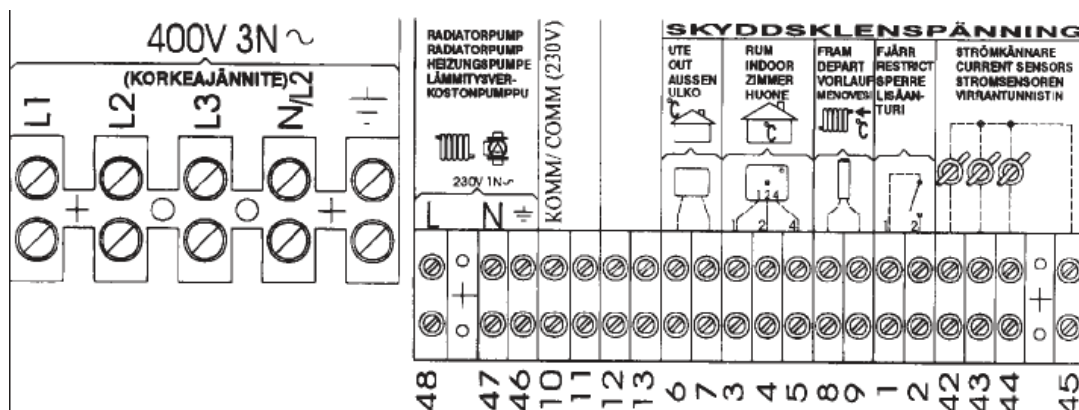 400V 3N ~
(KORKEAJÄNNITE)
L1
L2
L3
N/L2
RADIATORPUMP
RADIATORPUMP
HEIZUNGSPUMPE
LÄMMITYSVER-
KOSTONPUMPPU
230V 1N~
L
N
KOMM/ COMM (230V)
SKYDDSKLENSPÄNNING
UTE
OUT
AUSSEN
ULKO
°C
RUM
INDOOR
ZIMMER
HUONE
°C
1 2 4
2
4
FRAM
DEPART
VORLAUF
MENOVESI
°C
FJÄRR
RESTRICT
SPERRE
LISÄAN-
TURI
1
2
STRÖMKÄNNARE
CURRENT SENSORS
STROMSENSOREN
VIRRANTUNNISTIN
48
47
46
10
11
12
13
6
7
3
4
5
8
9
1
2
42
43
44
45